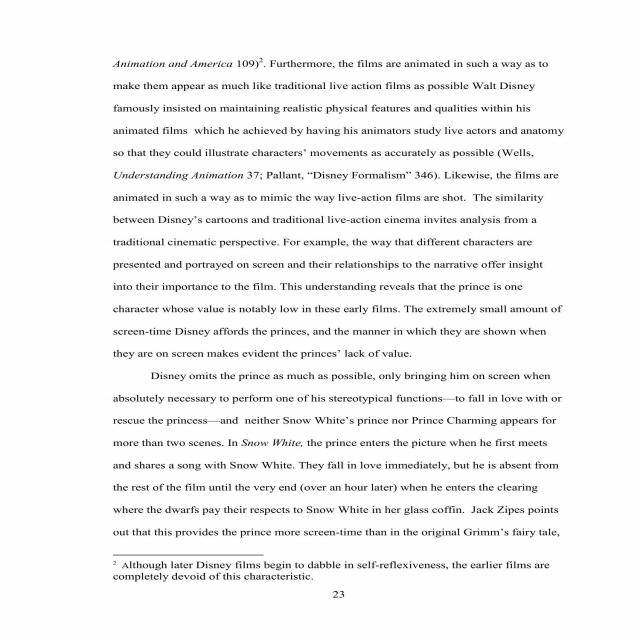 Animation and America 109)². Furthermore, the films are animated in such a way as to
make them appear as much like traditional live action films as possible Walt Disney
famously insisted on maintaining realistic physical features and qualities within his
animated films  which he achieved by having his animators study live actors and anatomy
so that they could illustrate characters’ movements as accurately as possible (Wells,
Understanding Animation 37; Pallant, “Disney Formalism” 346). Likewise, the films are
animated in such a way as to mimic the way live-action films are shot.  The similarity
between Disney’s cartoons and traditional live-action cinema invites analysis from a
traditional cinematic perspective. For example, the way that different characters are
presented and portrayed on screen and their relationships to the narrative offer insight
into their importance to the film. This understanding reveals that the prince is one
character whose value is notably low in these early films. The extremely small amount of
screen-time Disney affords the princes, and the manner in which they are shown when
they are on screen makes evident the princes’ lack of value.
Disney omits the prince as much as possible, only bringing him on screen when
absolutely necessary to perform one of his stereotypical functions—to fall in love with or
rescue the princess—and  neither Snow White’s prince nor Prince Charming appears for
more than two scenes. In Snow White, the prince enters the picture when he first meets
and shares a song with Snow White. They fall in love immediately, but he is absent from
the rest of the film until the very end (over an hour later) when he enters the clearing
where the dwarfs pay their respects to Snow White in her glass coffin.  Jack Zipes points
out that this provides the prince more screen-time than in the original Grimm’s fairy tale,
² Although later Disney films begin to dabble in self-reflexiveness, the earlier films are
completely devoid of this characteristic.
23